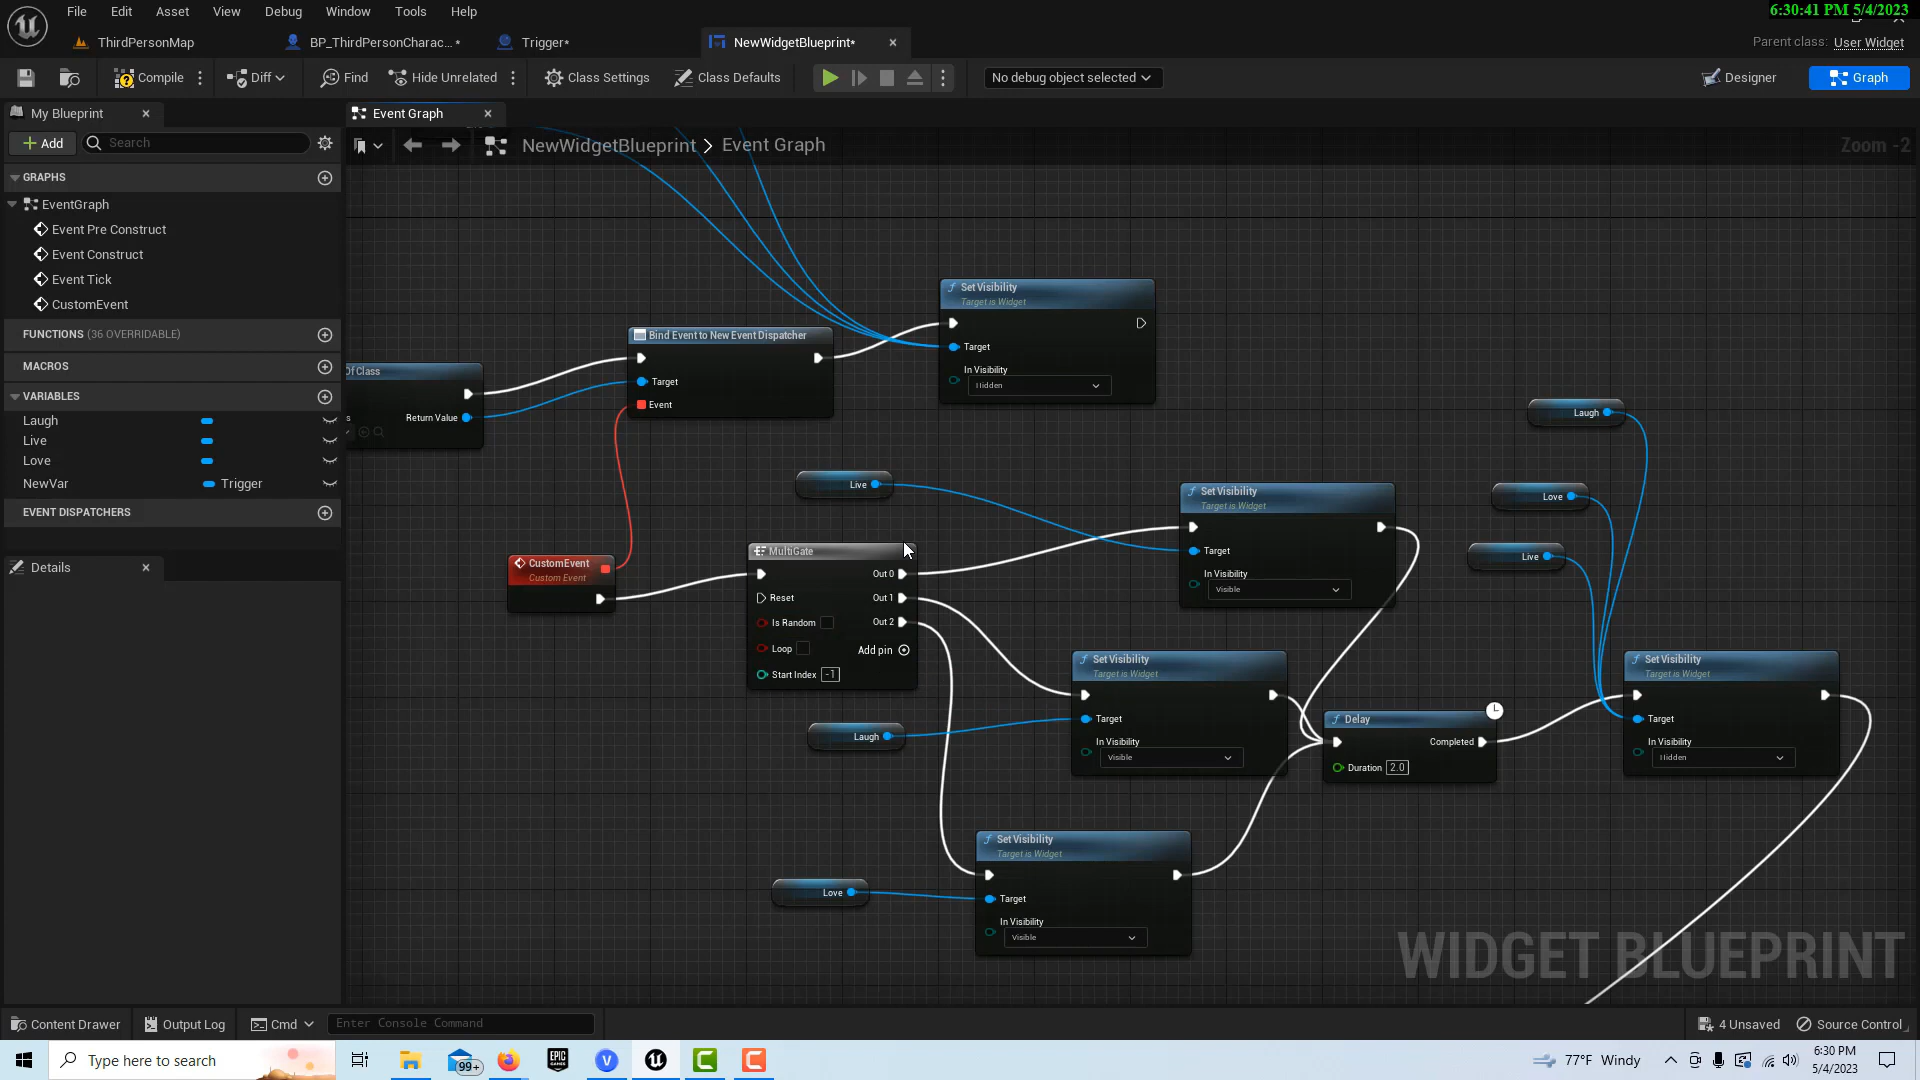 File Edit Asset View Debug Window Tools Help
6:30:41 PM 5/4/2023
ThirdPersonMap
BP_ThirdPersonCharac... *
Trigger*
NewWidgetBlueprint*
Parent class: User Widget
Compile
Diff
Find
Hide Unrelated
Class Settings
Class Defaults
No debug object selected
Designer
Graph
My Blueprint
Event Graph
Add
Search
NewWidgetBlueprint > Event Graph
Zoom -2
GRAPHS
EventGraph
Event Pre Construct
Event Construct
Event Tick
CustomEvent
FUNCTIONS (36 OVERRIDABLE)
MACROS
VARIABLES
Laugh
Live
Love
NewVar Trigger
EVENT DISPATCHERS
Details
Of Class
s
Return Value
Bind Event to New Event Dispatcher
Target
Event
Set Visibility
Target is Widget
Target
In Visibility
Hidden
Live
CustomEvent
Custom Event
MultiGate
Out 0
Reset
Out 1
Is Random
Out 2
Loop
Add pin
Start Index -1
Set Visibility
Target is Widget
Target
In Visibility
Visible
Laugh
Love
Live
Laugh
Set Visibility
Target is Widget
Target
In Visibility
Visible
Delay
Completed
Duration 2.0
Set Visibility
Target is Widget
Target
In Visibility
Hidden
Love
Set Visibility
Target is Widget
Target
In Visibility
Visible
WIDGET BLUEPRINT
Content Drawer
Output Log
Cmd
Enter Console Command
4 Unsaved
Source Control
Type here to search
99+
EPIC
GAMES
V
C
C
77°F Windy
6:30 PM
5/4/2023